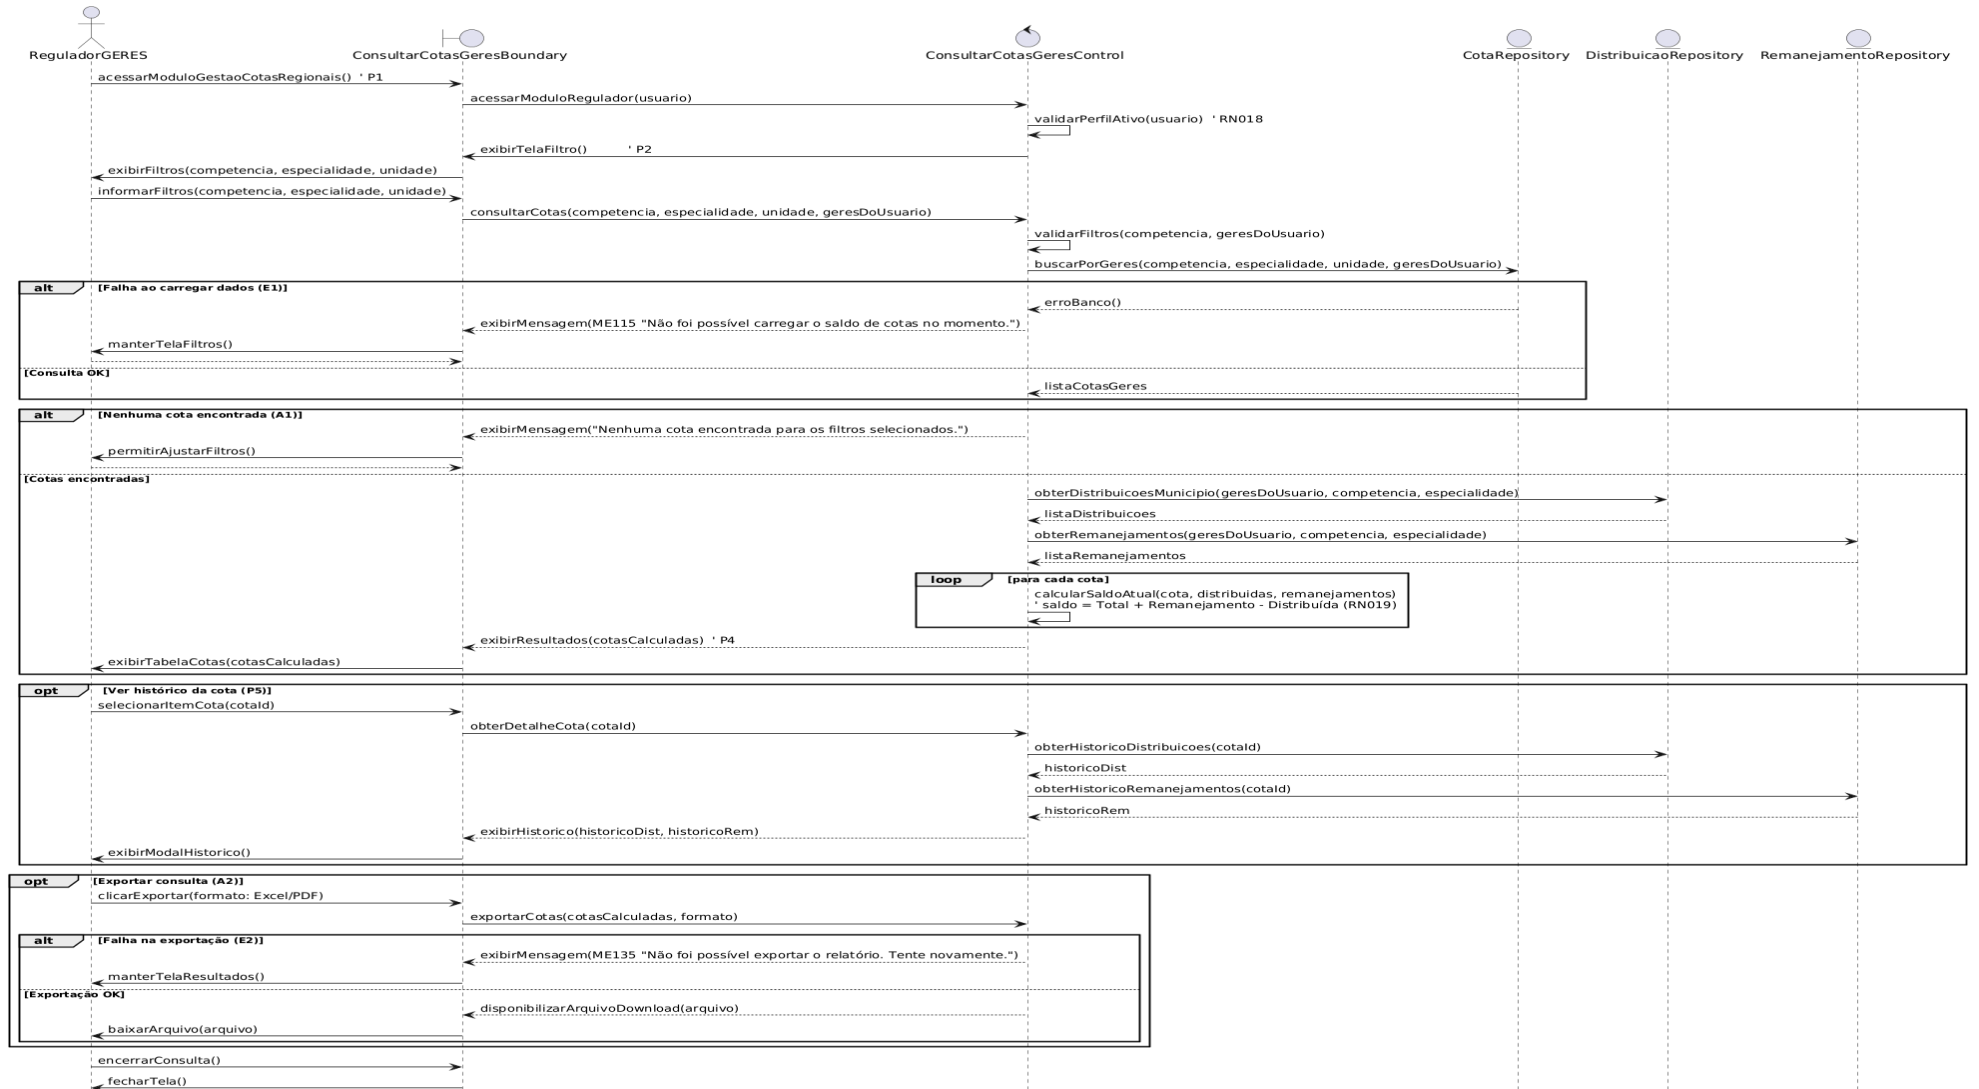 ReguladorGERES
ConsultarCotasGeresBoundary
ConsultarCotasGeresControl
CotaRepository
DistribuicaoRepository
RemanejamentoRepository
acessarModuloGestaoCotasRegionais() ' P1
acessarModuloRegulador(usuario)
validarPerfilAtivo(usuario) ' RN018
exibirTelaFiltro() ' P2
exibirFiltros(competencia, especialidade, unidade)
informarFiltros(competencia, especialidade, unidade)
consultarCotas(competencia, especialidade, unidade, geresDoUsuario)
validarFiltros(competencia, geresDoUsuario)
buscarPorGeres(competencia, especialidade, unidade, geresDoUsuario)
alt [Falha ao carregar dados (E1)]
erroBanco()
exibirMensagem(ME115 "Não foi possível carregar o saldo de cotas no momento.")
manterTelaFiltros()
[Consulta OK]
listaCotasGeres
alt [Nenhuma cota encontrada (A1)]
exibirMensagem("Nenhuma cota encontrada para os filtros selecionados.")
permitirAjustarFiltros()
[Cotas encontradas]
obterDistribuicoesMunicipio(geresDoUsuario, competencia, especialidade)
listaDistribuicoes
obterRemanejamentos(geresDoUsuario, competencia, especialidade)
listaRemanejamentos
loop [para cada cota]
calcularSaldoAtual(cota, distribuidas, remanejamentos)
' saldo = Total + Remanejamento - Distribuída (RN019)
exibirResultados(cotasCalculadas) ' P4
exibirTabelaCotas(cotasCalculadas)
opt [Ver histórico da cota (P5)]
selecionarItemCota(cotaId)
obterDetalheCota(cotaId)
obterHistoricoDistribuicoes(cotaId)
historicoDist
obterHistoricoRemanejamentos(cotaId)
historicoRem
exibirHistorico(historicoDist, historicoRem)
exibirModalHistorico()
opt [Exportar consulta (A2)]
clicarExportar(formato: Excel/PDF)
exportarCotas(cotasCalculadas, formato)
alt [Falha na exportação (E2)]
exibirMensagem(ME135 "Não foi possível exportar o relatório. Tente novamente.")
manterTelaResultados()
[Exportação OK]
disponibilizarArquivoDownload(arquivo)
baixarArquivo(arquivo)
encerrarConsulta()
fecharTela()